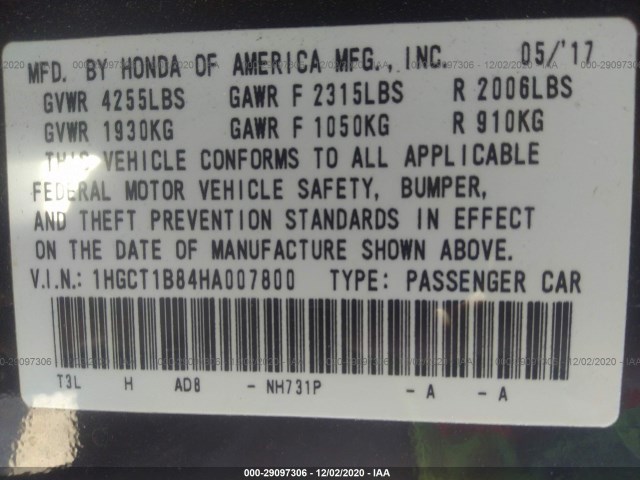 MFD. BY HONDA OF AMERICA MFG., INC. 05/'17
GVWR 4255LBS GAWR F 2315LBS R 2006LBS
GVWR 1930KG GAWR F 1050KG R 910KG
THIS VEHICLE CONFORMS TO ALL APPLICABLE
FEDERAL MOTOR VEHICLE SAFETY, BUMPER,
AND THEFT PREVENTION STANDARDS IN EFFECT
ON THE DATE OF MANUFACTURE SHOWN ABOVE.
V.I.N.: 1HGCT1B84HA007800 TYPE: PASSENGER CAR
T3L H AD8 - NH731P - A - A
000-29097306 - 12/02/2020 - IAA